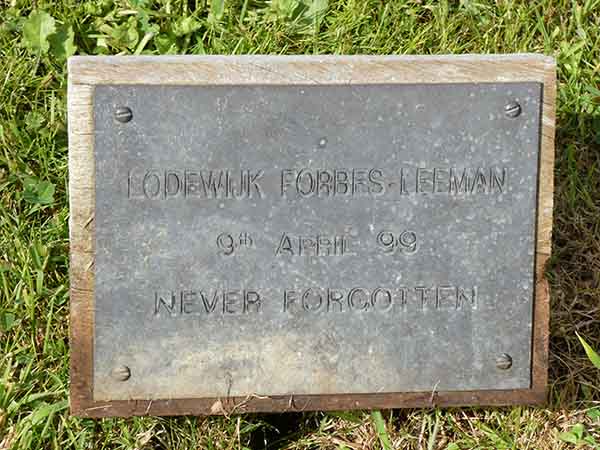 LODEWIJK FORBES-LEEMAN
9th APRIL 99
NEVER FORGOTTEN